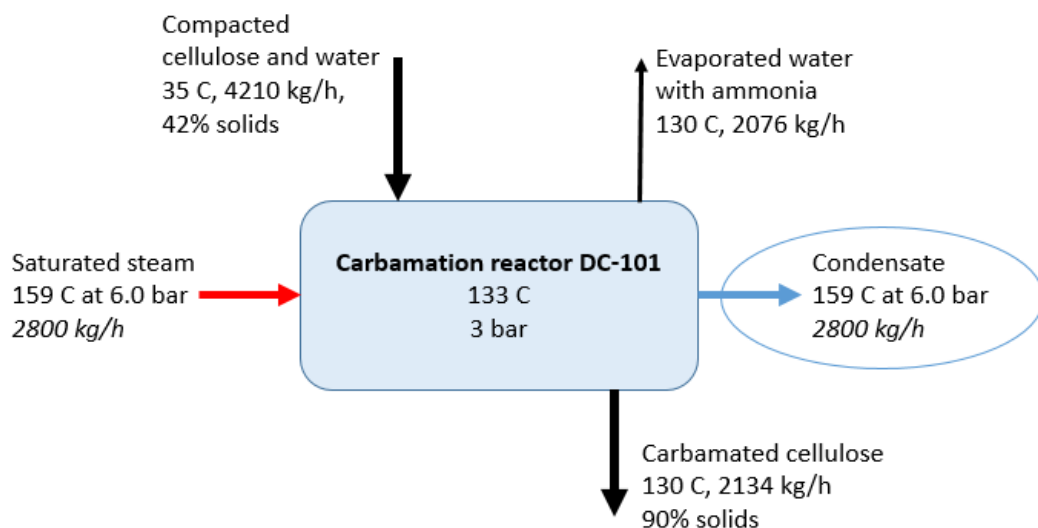 Compacted
cellulose and water
35 C, 4210 kg/h,
42% solids
Evaporated water
with ammonia
130 C, 2076 kg/h
Saturated steam
159 C at 6.0 bar
2800 kg/h
Carbamation reactor DC-101
133 C
3 bar
Condensate
159 C at 6.0 bar
2800 kg/h
Carbamated cellulose
130 C, 2134 kg/h
90% solids